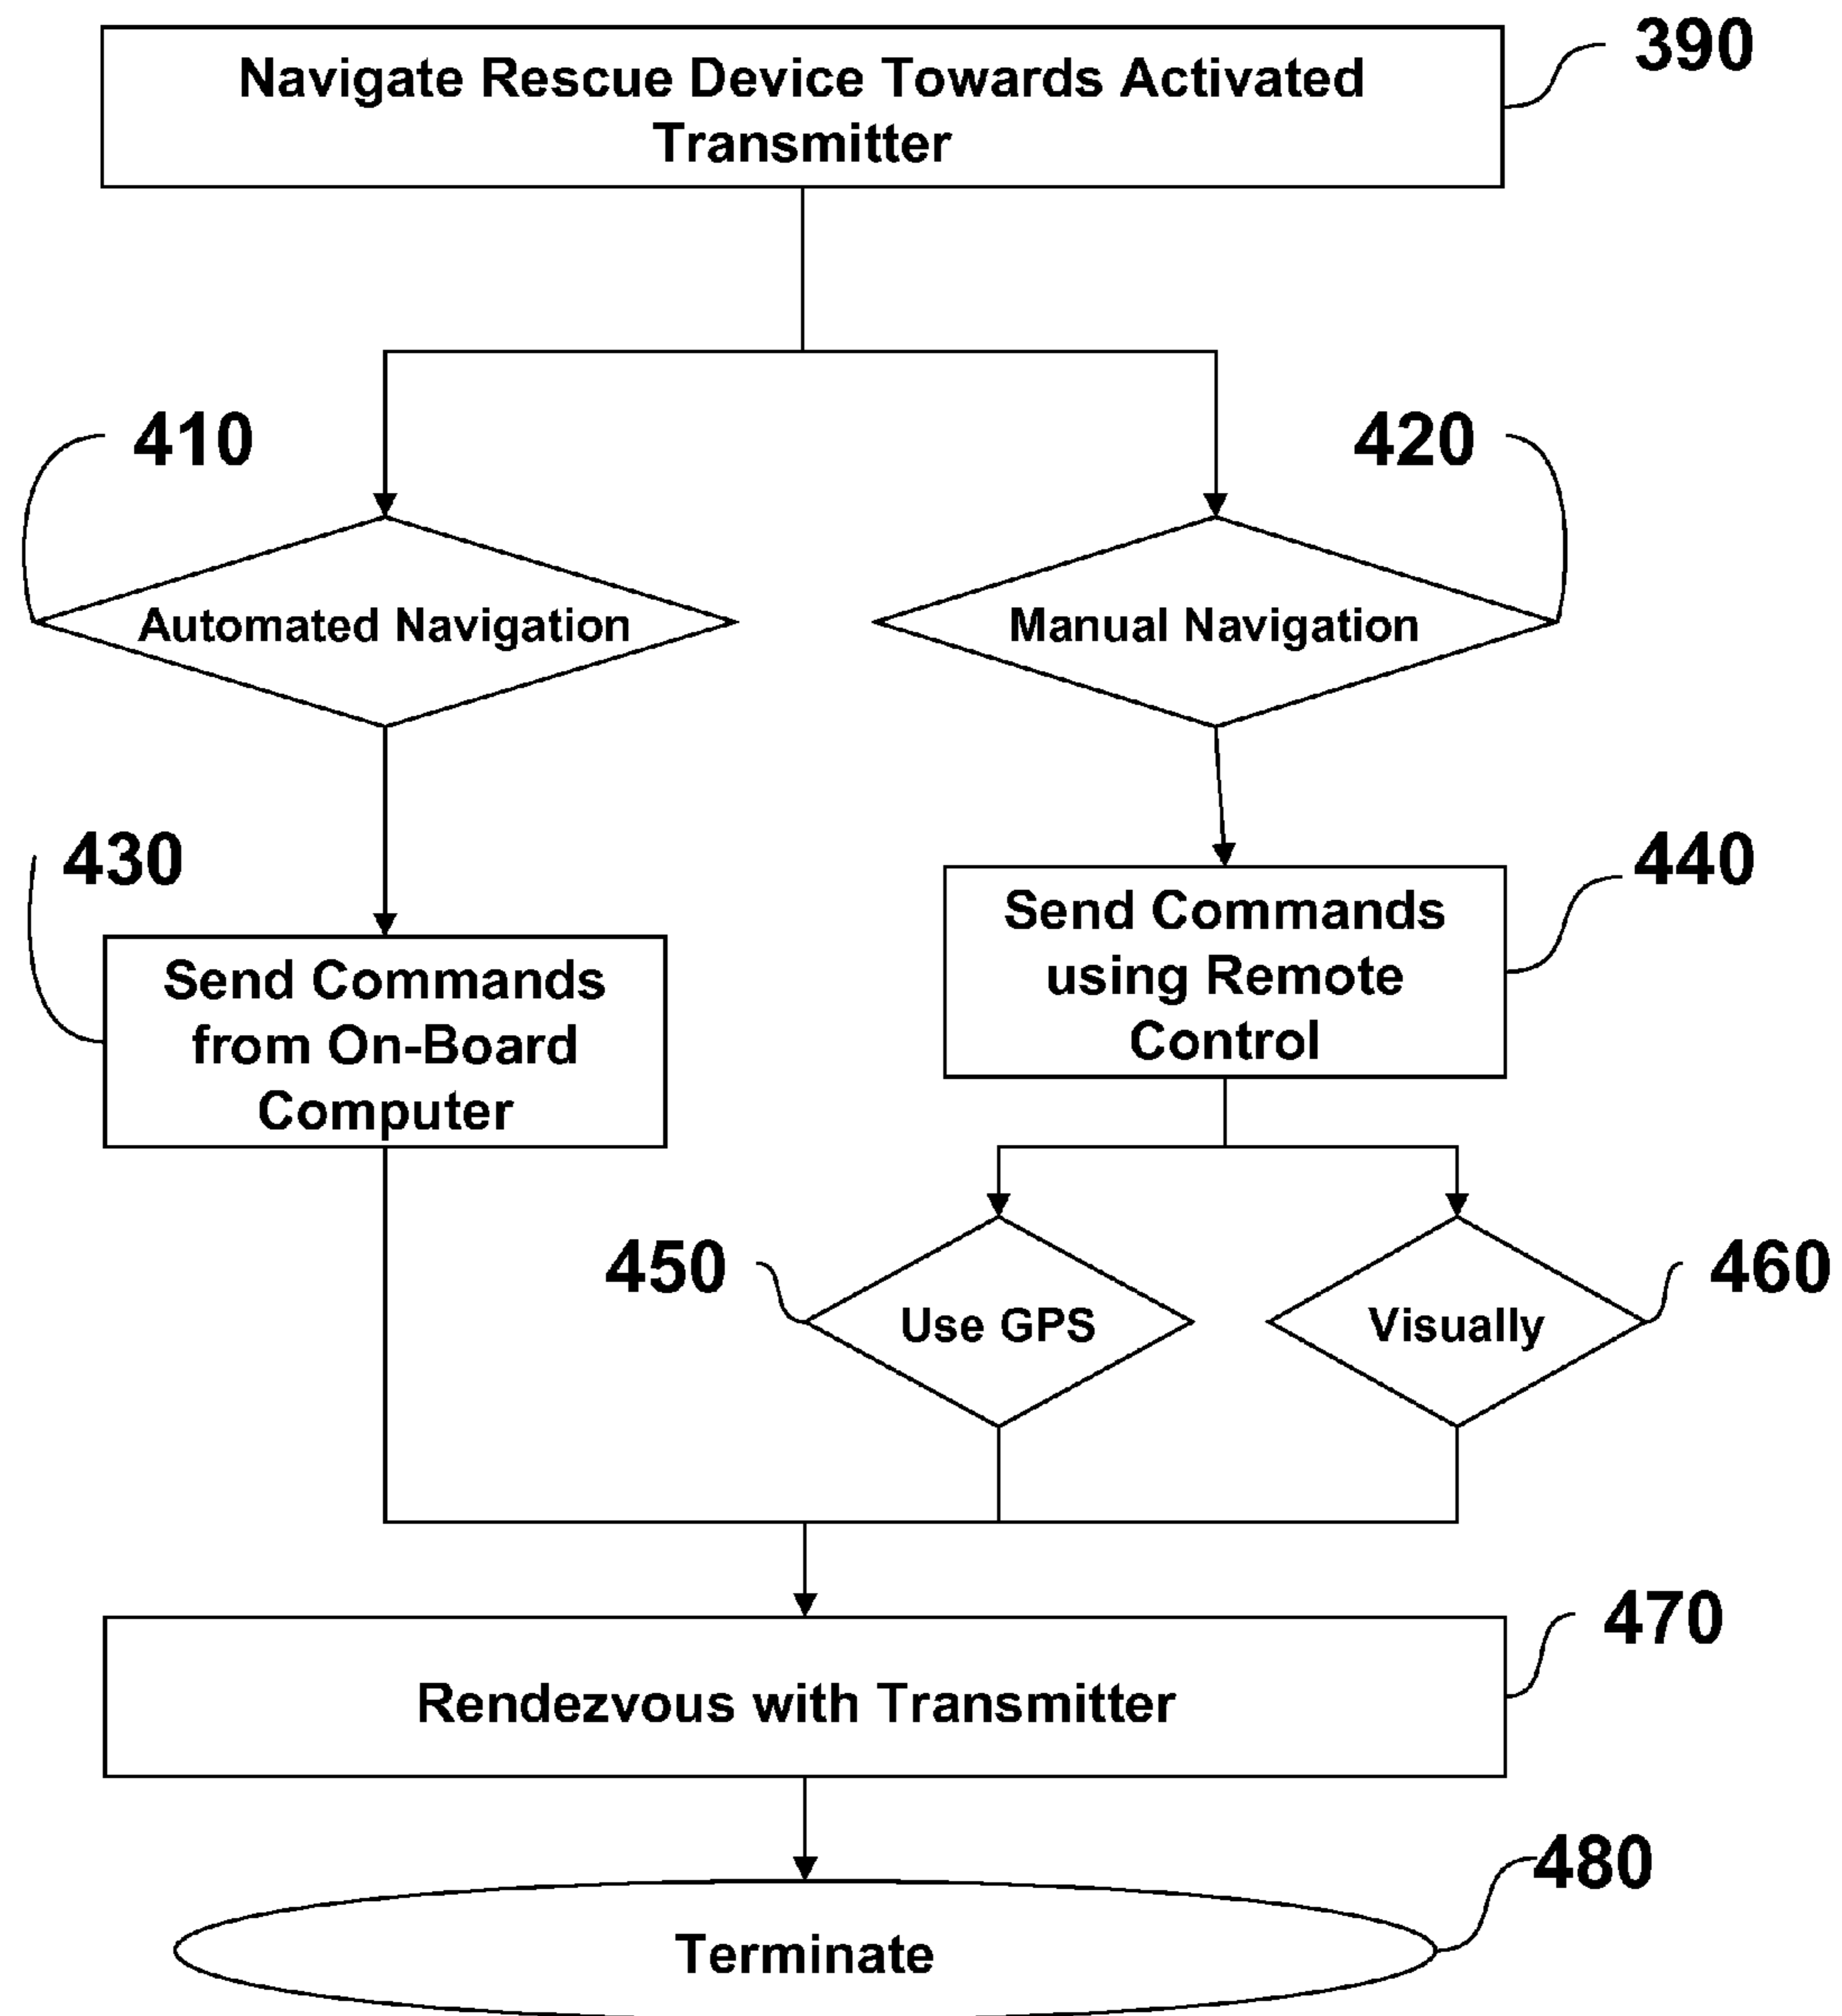 390
Navigate Rescue Device Towards Activated
Transmitter
410
420
Automated Navigation
Manual Navigation
430
440
Send Commands
from On-Board
Computer
Send Commands
using Remote
Control
450
460
Use GPS
Visually
470
Rendezvous with Transmitter
480
Terminate